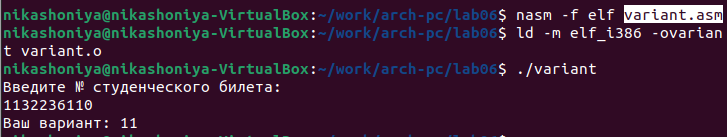 nikashoniya@nikashoniya-VirtualBox:~/work/arch-pc/lab06$ nasm -f elf variant.asm
nikashoniya@nikashoniya-VirtualBox:~/work/arch-pc/lab06$ ld -m elf_i386 -ovarian
t variant.o
nikashoniya@nikashoniya-VirtualBox:~/work/arch-pc/lab06$ ./variant
Введите № студенческого билета:
1132236110
Ваш вариант: 11